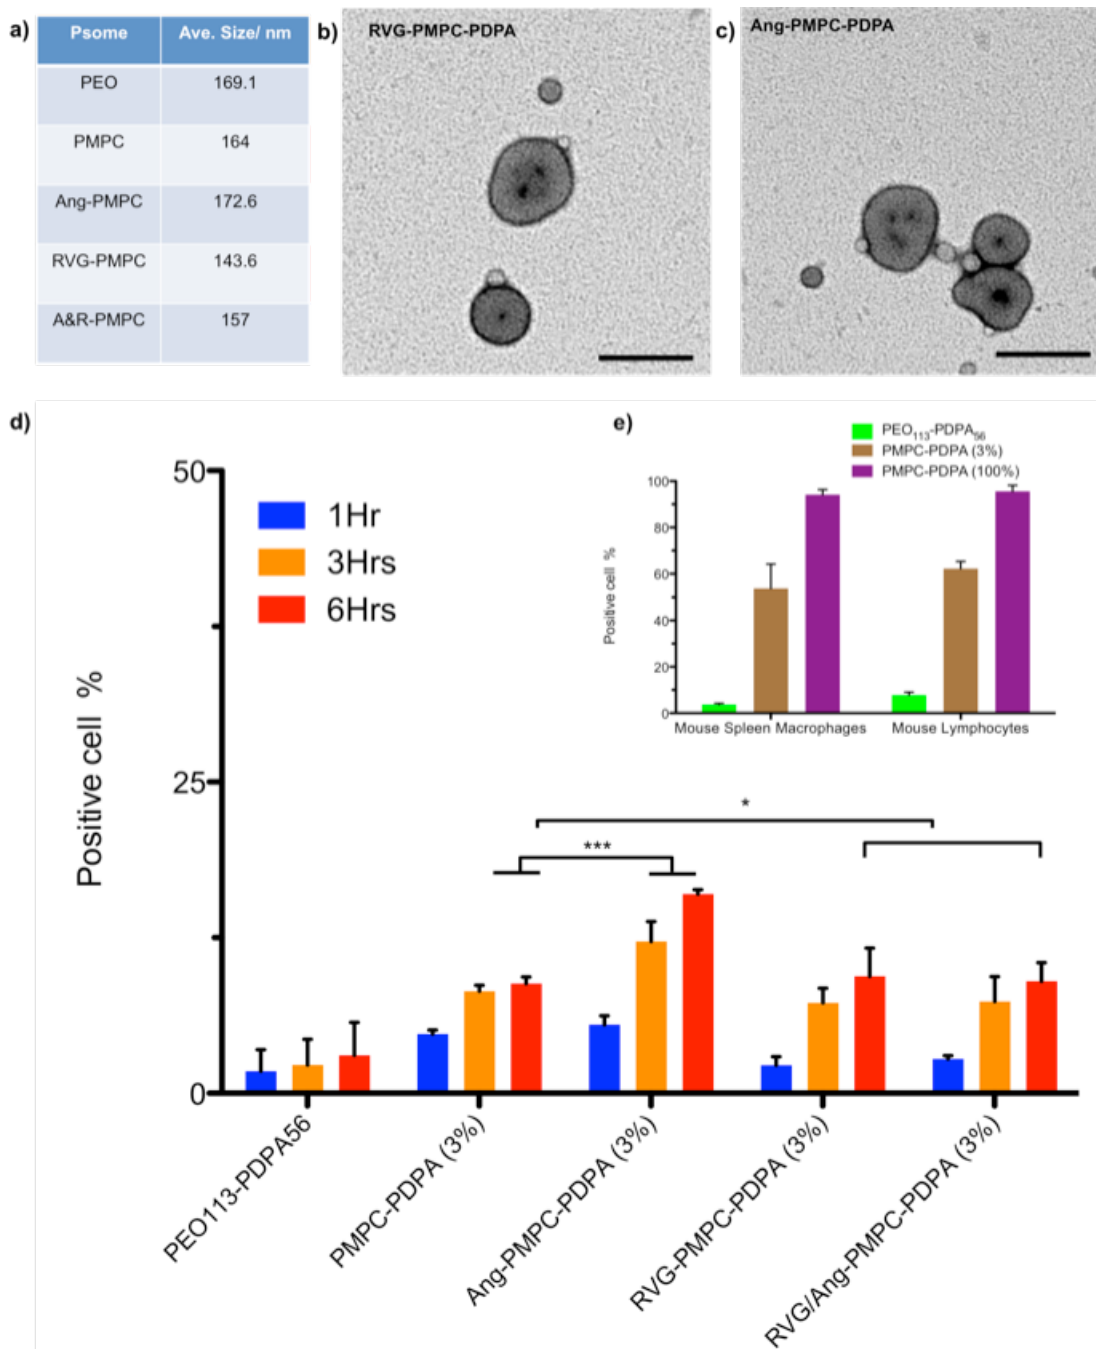 a)
Psome Ave. Size/ nm
PEO 169.1
PMPC 164
Ang-PMPC 172.6
RVG-PMPC 143.6
A&R-PMPC 157
b) RVG-PMPC-PDPA
c) Ang-PMPC-PDPA
d)
50
25
0
Positive cell %
1Hr
3Hrs
6Hrs
*
***
PEO113-PDPA56
PMPC-PDPA (3%)
Ang-PMPC-PDPA (3%)
RVG-PMPC-PDPA (3%)
RVG/Ang-PMPC-PDPA (3%)
e)
PEO₁₁₃-PDPA₅₆
PMPC-PDPA (3%)
PMPC-PDPA (100%)
100
80
60
40
20
0
Positive cell %
Mouse Spleen Macrophages Mouse Lymphocytes